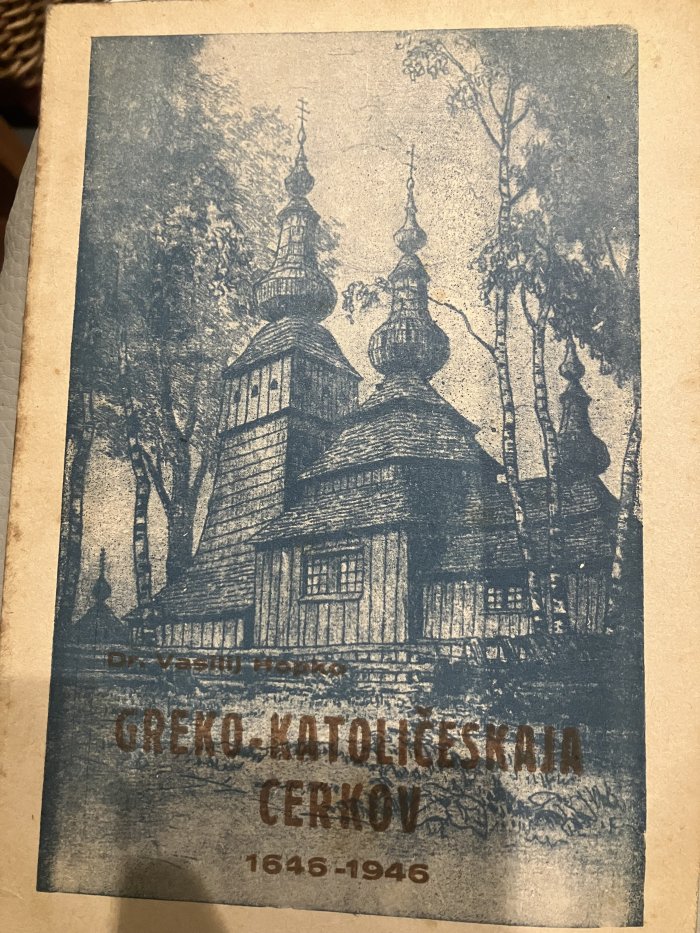 Dr. Vasilij Hopko
GREKO-KATOLIČESKAJA
CERKOV
1646-1946